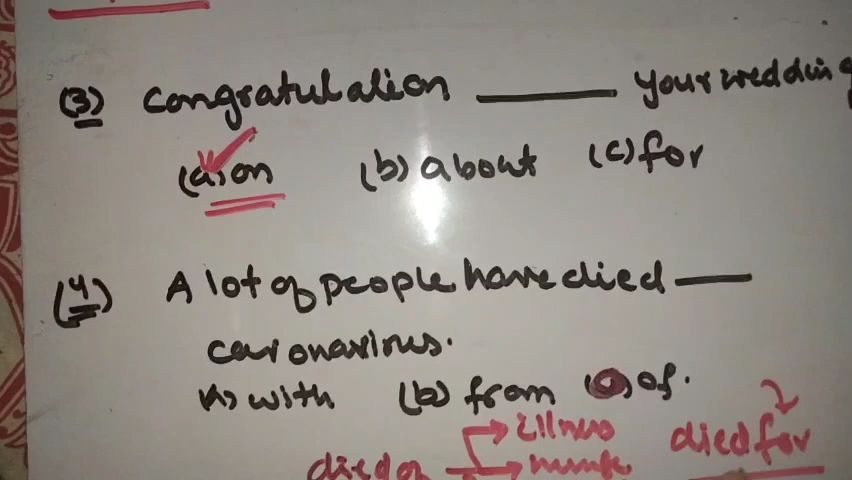 (3) Congratulation ______ your wedding
(a) on (b) about (c) for
(4) A lot of people have died ____
coronavirus.
(a) with (b) from (c) of.
illness
died for
died of